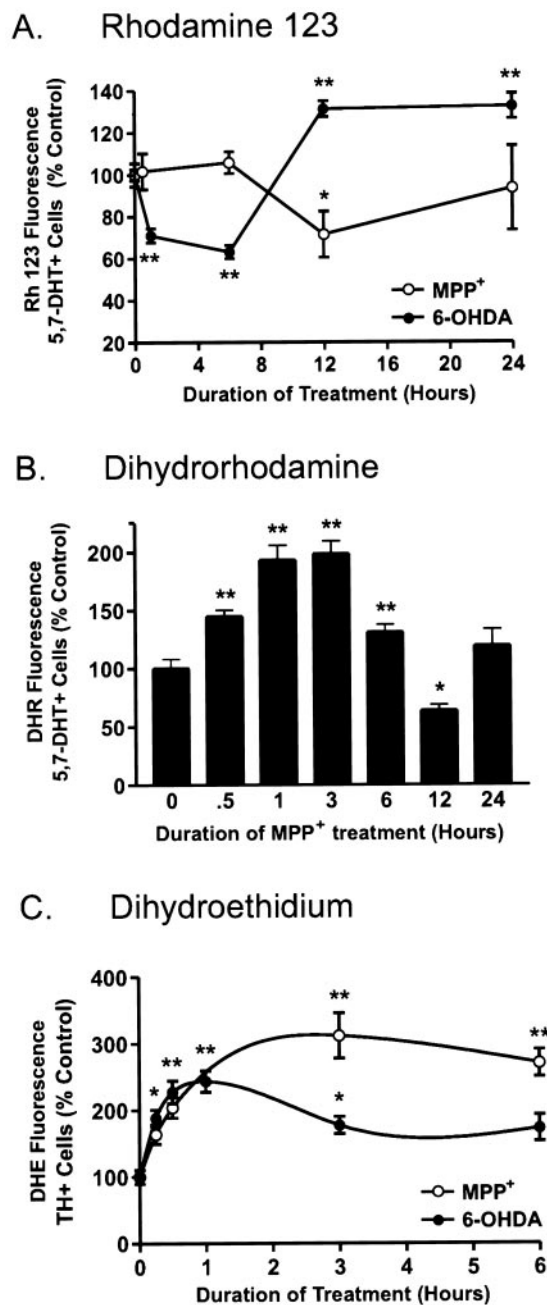 A. Rhodamine 123
Rh 123 Fluorescence
5,7-DHT+ Cells (% Control)
140
120
100
80
60
40
20
**
**
**
**
*
MPP+
6-OHDA
0 4 8 12 16 20 24
Duration of Treatment (Hours)
B. Dihydrorhodamine
DHR Fluorescence
5,7-DHT+ Cells (% Control)
200
150
100
50
0
**
**
**
**
*
0 .5 1 3 6 12 24
Duration of MPP+ treatment (Hours)
C. Dihydroethidium
DHE Fluorescence
TH+ Cells (% Control)
400
300
200
100
0
*
**
**
**
*
**
MPP+
6-OHDA
0 1 2 3 4 5 6
Duration of Treatment (Hours)